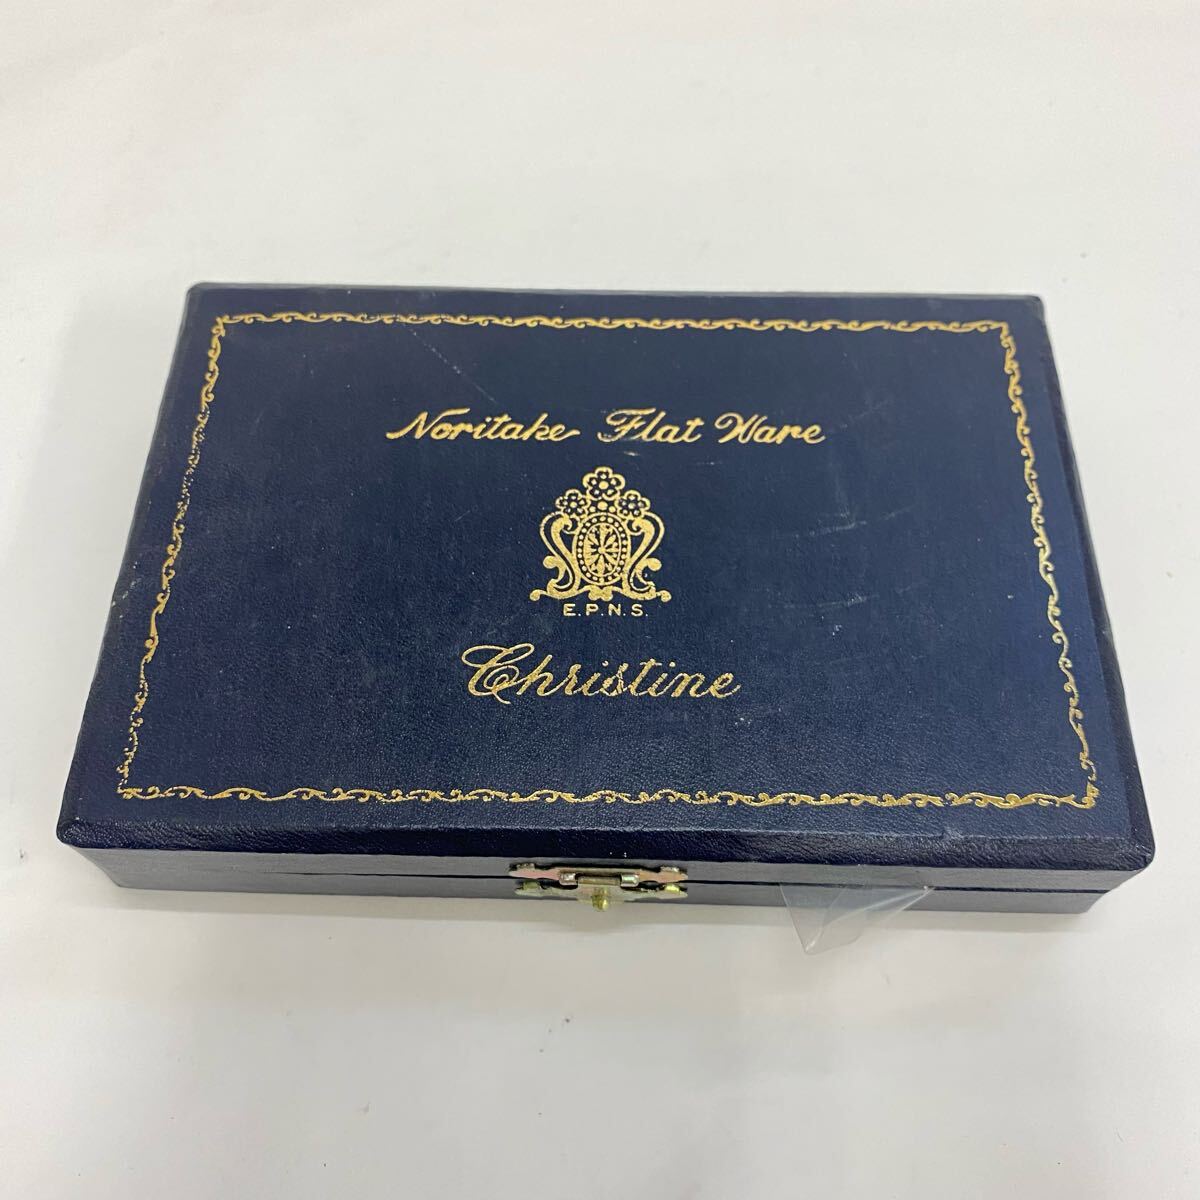 Noritake Flat Ware
E.P.N.S.
Christine